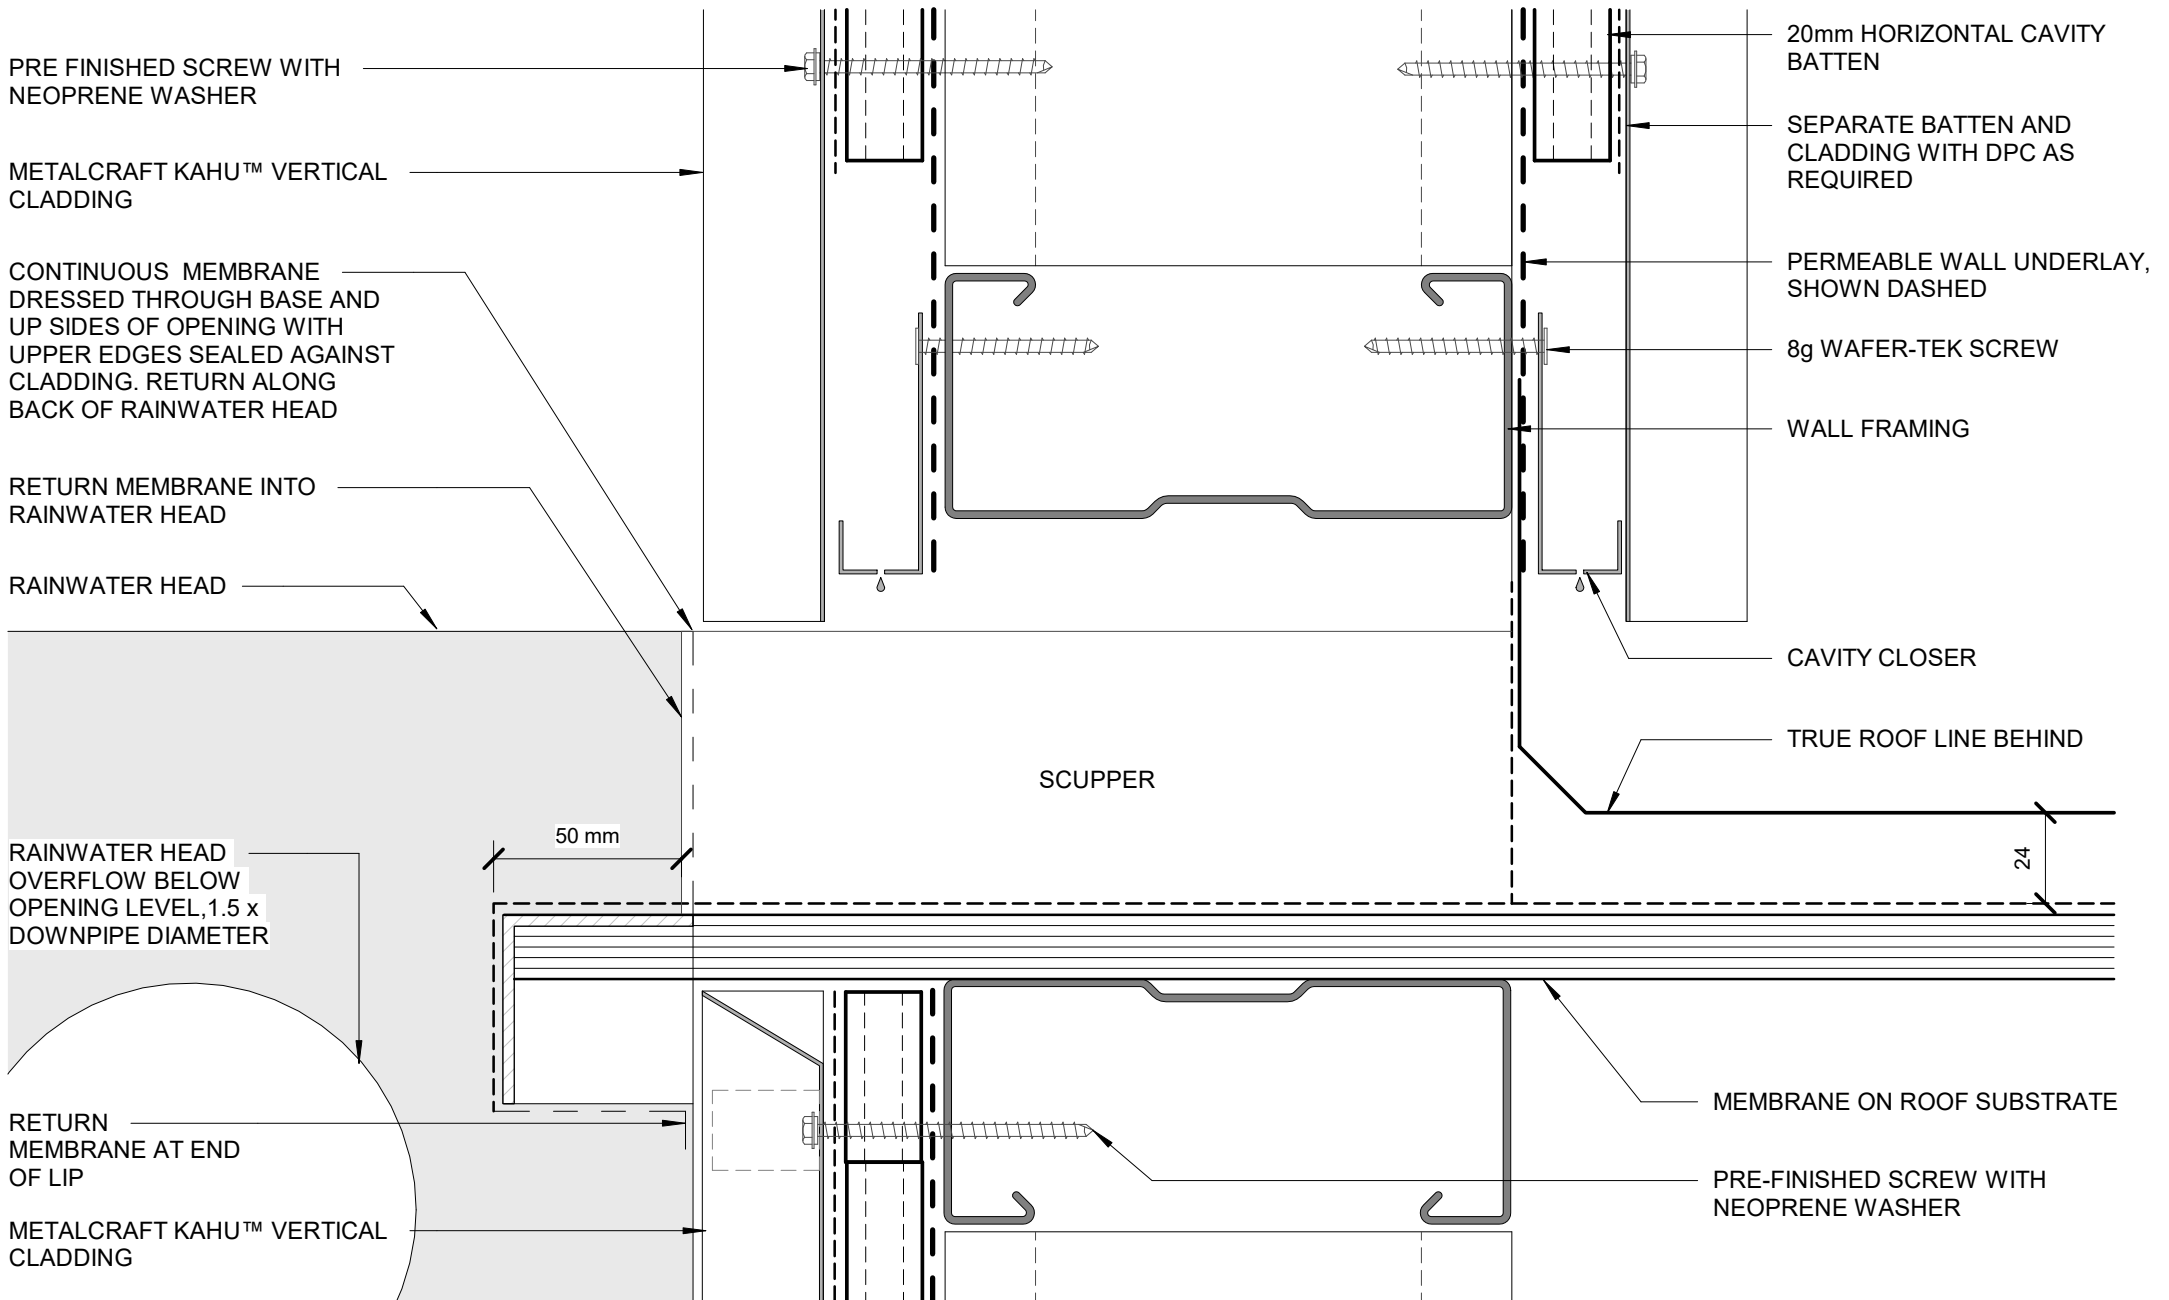 PRE FINISHED SCREW WITH
NEOPRENE WASHER
METALCRAFT KAHU™ VERTICAL
CLADDING
CONTINUOUS MEMBRANE
DRESSED THROUGH BASE AND
UP SIDES OF OPENING WITH
UPPER EDGES SEALED AGAINST
CLADDING. RETURN ALONG
BACK OF RAINWATER HEAD
RETURN MEMBRANE INTO
RAINWATER HEAD
RAINWATER HEAD
RAINWATER HEAD
OVERFLOW BELOW
OPENING LEVEL,1.5 x
DOWNPIPE DIAMETER
RETURN
MEMBRANE AT END
OF LIP
METALCRAFT KAHU™ VERTICAL
CLADDING
50 mm
SCUPPER
20mm HORIZONTAL CAVITY
BATTEN
SEPARATE BATTEN AND
CLADDING WITH DPC AS
REQUIRED
PERMEABLE WALL UNDERLAY,
SHOWN DASHED
8g WAFER-TEK SCREW
WALL FRAMING
CAVITY CLOSER
TRUE ROOF LINE BEHIND
24
MEMBRANE ON ROOF SUBSTRATE
PRE-FINISHED SCREW WITH
NEOPRENE WASHER